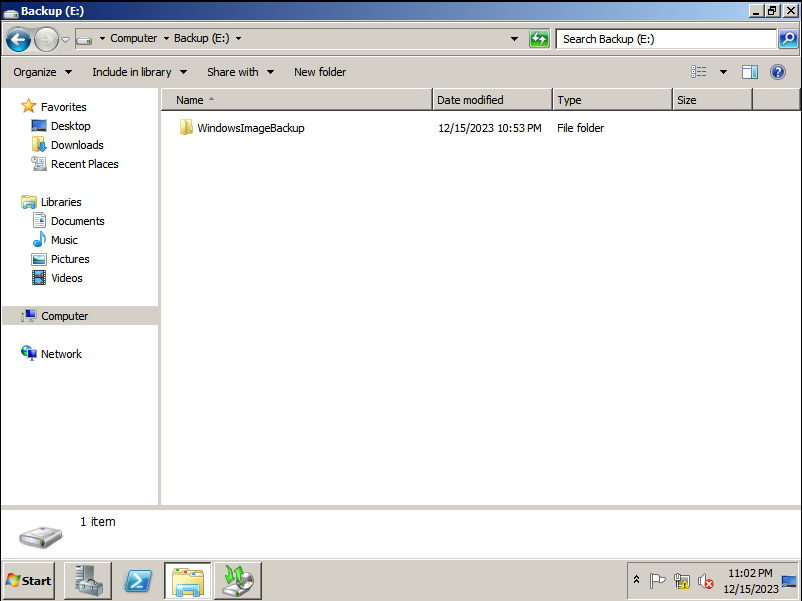 Backup (E:)
Computer Backup (E:) Search Backup (E:)
Organize Include in library Share with New folder
Name Date modified Type Size
WindowsImageBackup 12/15/2023 10:53 PM File folder
Favorites
Desktop
Downloads
Recent Places
Libraries
Documents
Music
Pictures
Videos
Computer
Network
1 item
Start
11:02 PM
12/15/2023